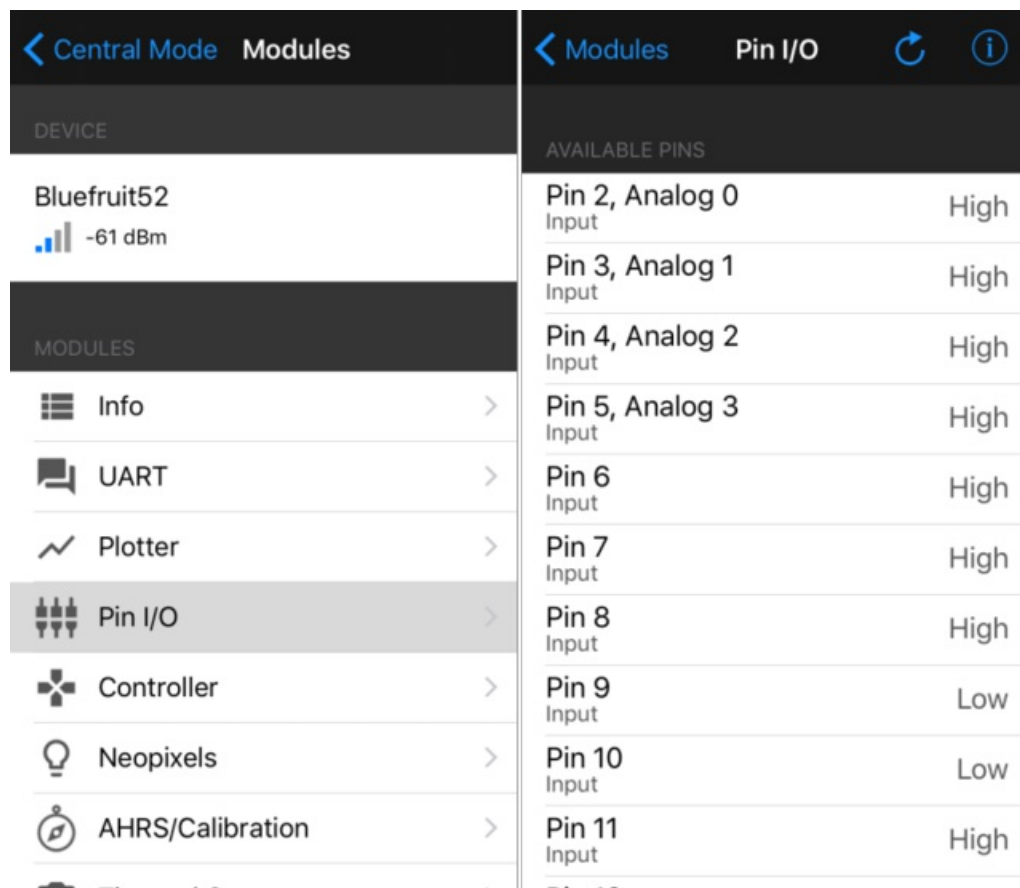 Central Mode Modules
DEVICE
Bluefruit52
-61 dBm
MODULES
Info
UART
Plotter
Pin I/O
Controller
Neopixels
AHRS/Calibration
Modules Pin I/O
AVAILABLE PINS
Pin 2, Analog 0
Input
High
Pin 3, Analog 1
Input
High
Pin 4, Analog 2
Input
High
Pin 5, Analog 3
Input
High
Pin 6
Input
High
Pin 7
Input
High
Pin 8
Input
High
Pin 9
Input
Low
Pin 10
Input
Low
Pin 11
Input
High